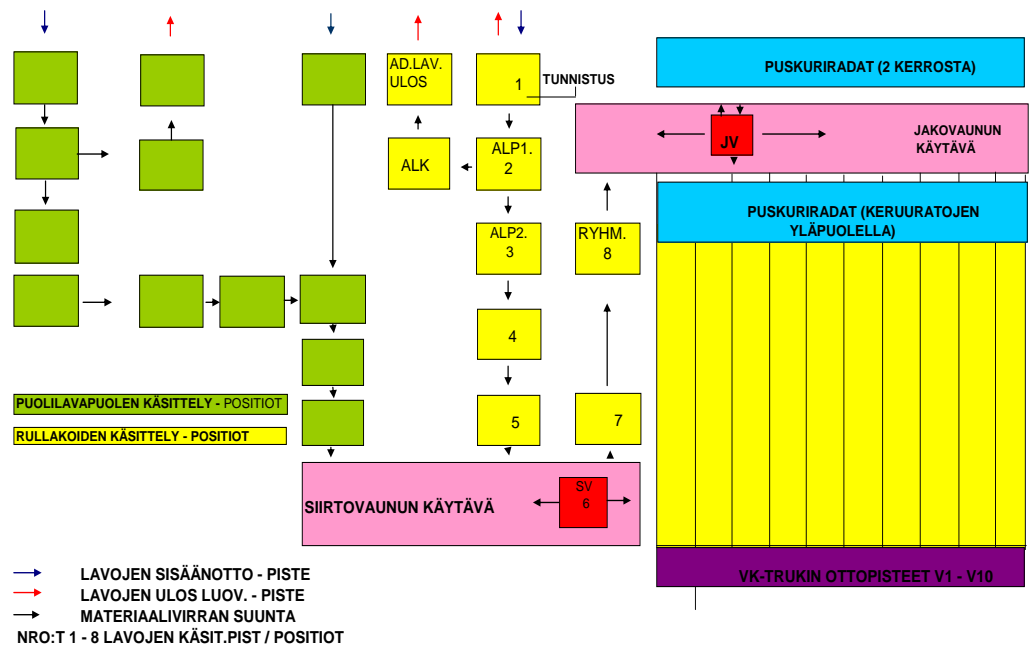 AD.LAV.
ULOS
1
TUNNISTUS
PUSKURIRADAT (2 KERROSTA)
ALK
ALP1.
2
JV
JAKOVAUNUN
KÄYTÄVÄ
ALP2.
3
RYHM.
8
PUSKURIRADAT (KERUURATOJEN
YLÄPUOLELLA)
4
5
7
PUOLILAVAPUOLEN KÄSITTELY - POSITIOT
RULLAKOIDEN KÄSITTELY - POSITIOT
SIIRTOVAUNUN KÄYTÄVÄ
SV
6
VK-TRUKIN OTTOPISTEET V1 - V10
LAVOJEN SISÄÄNOTTO - PISTE
LAVOJEN ULOS LUOV. - PISTE
MATERIAALIVIRRAN SUUNTA
NRO:T 1 - 8 LAVOJEN KÄSIT.PIST / POSITIOT